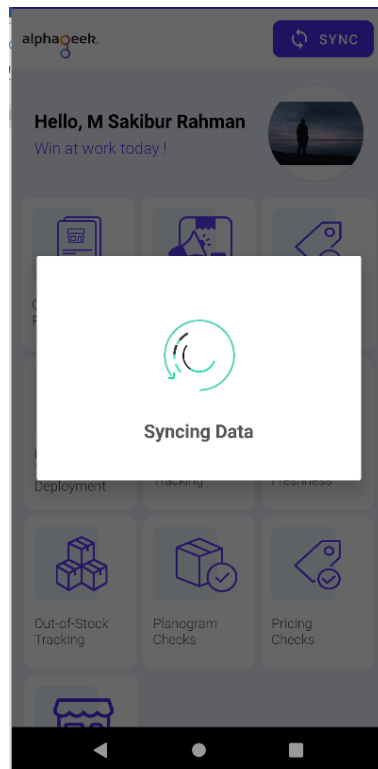 alphageek.
SYNC
Hello, M Sakibur Rahman
Win at work today !
Syncing Data
Deployment
Tracking
Freshness
Out-of-Stock
Tracking
Planogram
Checks
Pricing
Checks